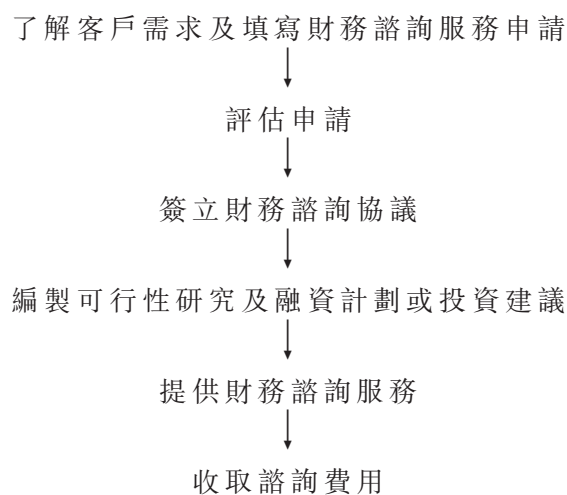 了解客戶需求及填寫財務諮詢服務申請
評估申請
簽立財務諮詢協議
編製可行性研究及融資計劃或投資建議
提供財務諮詢服務
收取諮詢費用